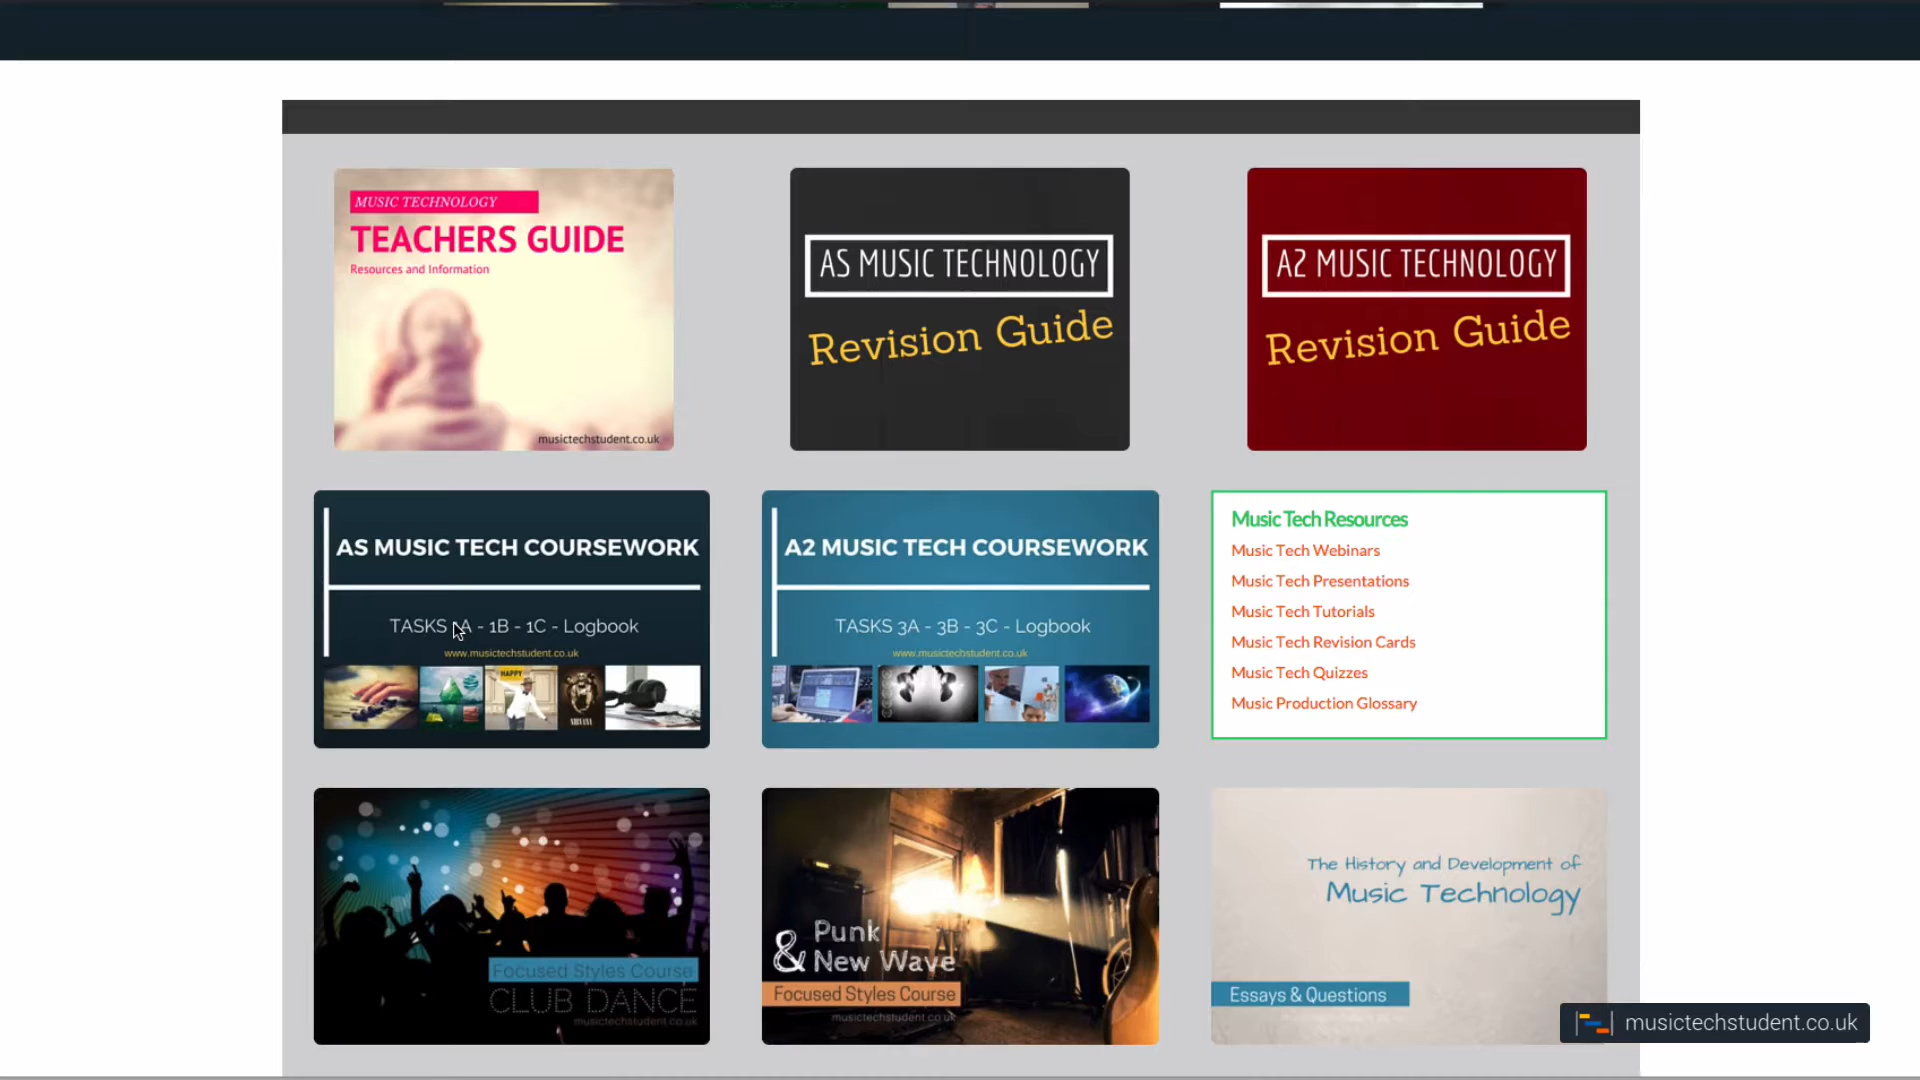 MUSIC TECHNOLOGY
TEACHERS GUIDE
Resources and Information
musictechstudent.co.uk
AS MUSIC TECHNOLOGY
Revision Guide
A2 MUSIC TECHNOLOGY
Revision Guide
AS MUSIC TECH COURSEWORK
TASKS 1A - 1B - 1C - Logbook
www.musictechstudent.co.uk
HAPPY
NIRVANA
A2 MUSIC TECH COURSEWORK
TASKS 3A - 3B - 3C - Logbook
www.musictechstudent.co.uk
Music Tech Resources
Music Tech Webinars
Music Tech Presentations
Music Tech Tutorials
Music Tech Revision Cards
Music Tech Quizzes
Music Production Glossary
Focused Styles Course
CLUB DANCE
musictechstudent.co.uk
Punk
& New Wave
Focused Styles Course
musictechstudent.co.uk
The History and Development of
Music Technology
Essays & Questions
musictechstudent.co.uk